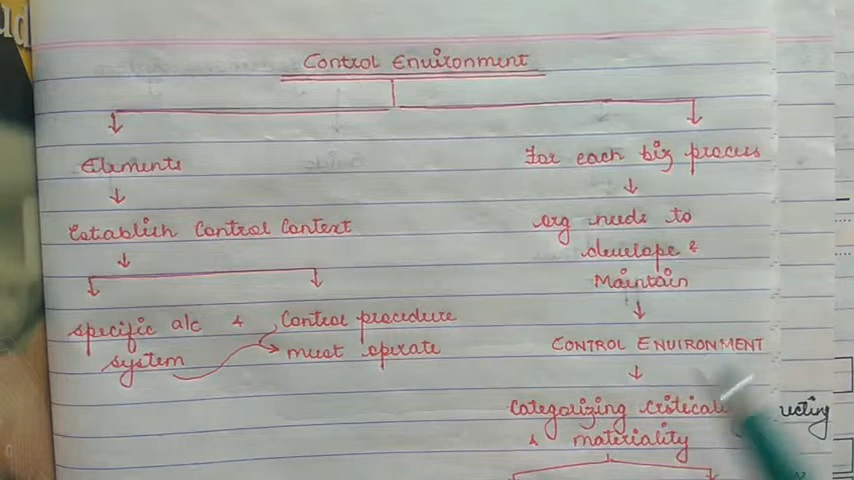 Control Environment
Elements
For each biz process
Establish Control Context
org needs to
develope &
Maintain
specific a/c & Control procedure
system must operate
CONTROL ENVIRONMENT
Categorizing
& materiality